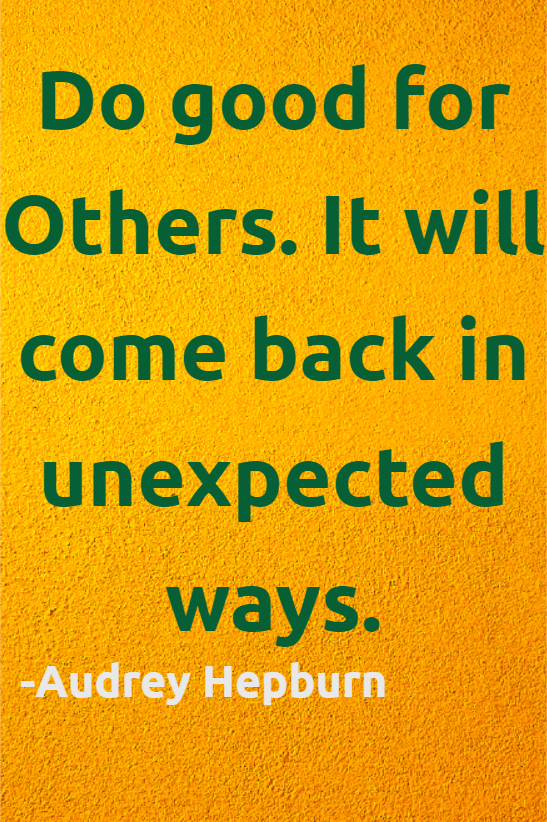 Do good for
Others. It will
come back in
unexpected
ways.
-Audrey Hepburn